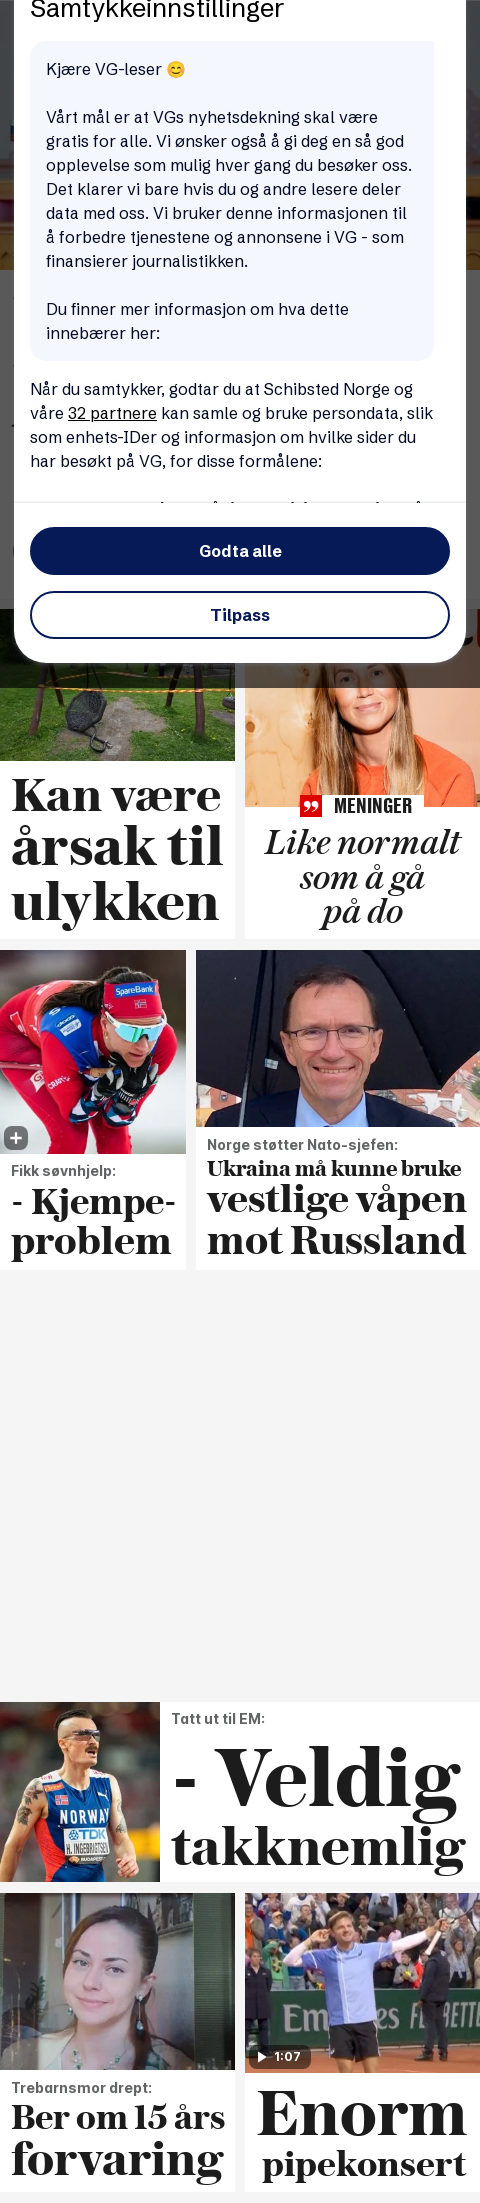 Samtykkeinnstillinger
Kjære VG-leser 😊
Vårt mål er at VGs nyhetsdekning skal være
gratis for alle. Vi ønsker også å gi deg en så god
opplevelse som mulig hver gang du besøker oss.
Det klarer vi bare hvis du og andre lesere deler
data med oss. Vi bruker denne informasjonen til
å forbedre tjenestene og annonsene i VG - som
finansierer journalistikken.
Du finner mer informasjon om hva dette
innebærer her:
Når du samtykker, godtar du at Schibsted Norge og
våre 32 partnere kan samle og bruke persondata, slik
som enhets-IDer og informasjon om hvilke sider du
har besøkt på VG, for disse formålene:
Godta alle
Tilpass
Kan være
årsak til
ulykken
MENINGER
Like normalt
som å gå
på do
SpareBank
Fikk søvnhjelp:
- Kjempe-
problem
Norge støtter Nato-sjefen:
Ukraina må kunne bruke
vestlige våpen
mot Russland
NORWAY
TDK
H. INGEBRIGTSEN
BUDAPEST
Tatt ut til EM:
- Veldig
takknemlig
Trebarnsmor drept:
Ber om 15 års
forvaring
1:07
Enorm
pipekonsert